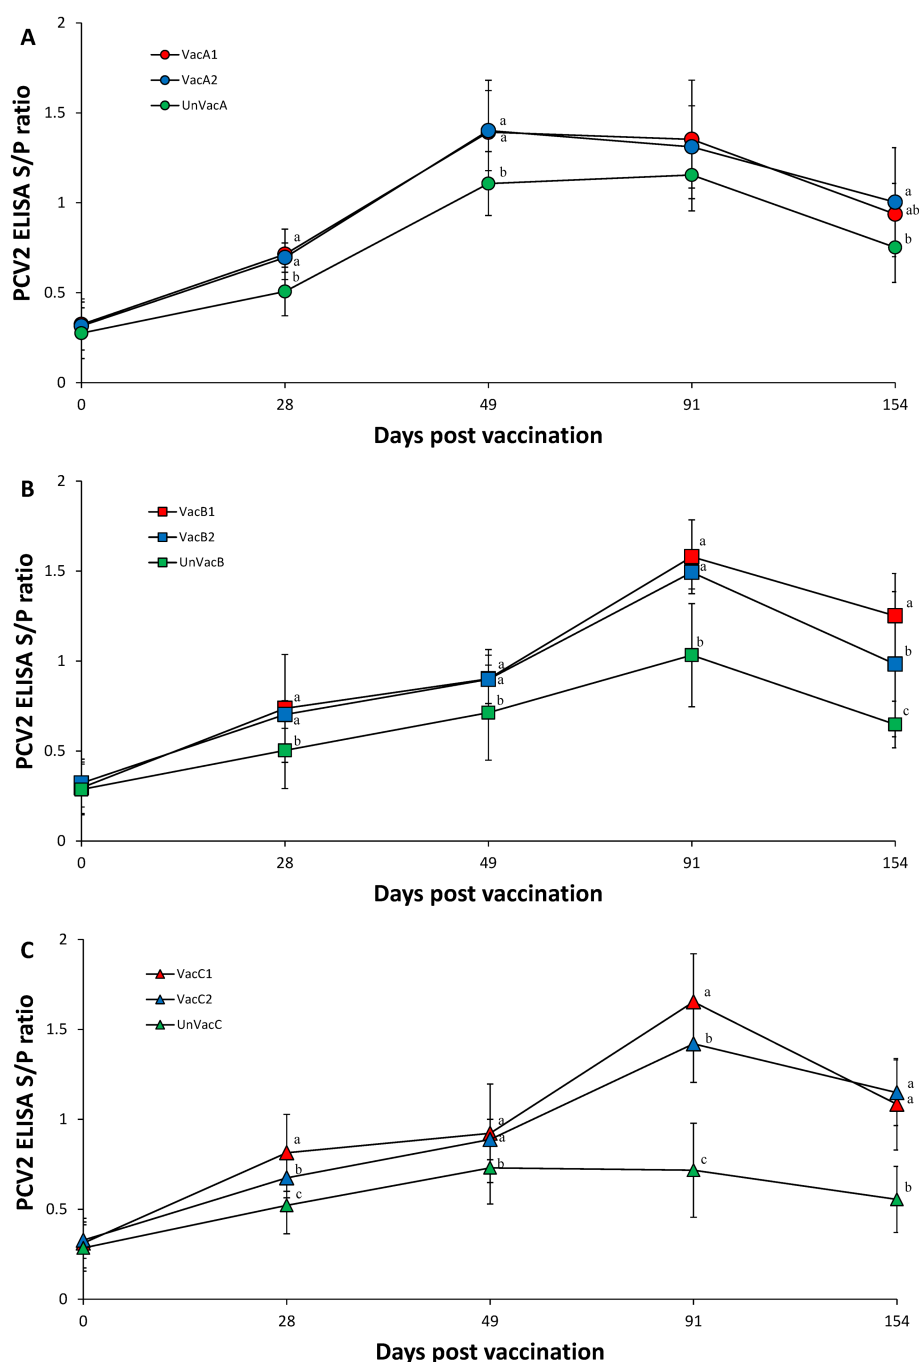 A
PCV2 ELISA S/P ratio
2
1.5
1
0.5
0
VacA1
VacA2
UnVacA
a
a
b
a
a
b
a
ab
b
0
28
49
91
154
Days post vaccination
B
PCV2 ELISA S/P ratio
2
1.5
1
0.5
0
VacB1
VacB2
UnVacB
a
a
b
a
a
b
a
a
b
a
b
c
0
28
49
91
154
Days post vaccination
C
PCV2 ELISA S/P ratio
2
1.5
1
0.5
0
VacC1
VacC2
UnVacC
a
b
c
a
a
b
a
b
c
a
a
b
0
28
49
91
154
Days post vaccination